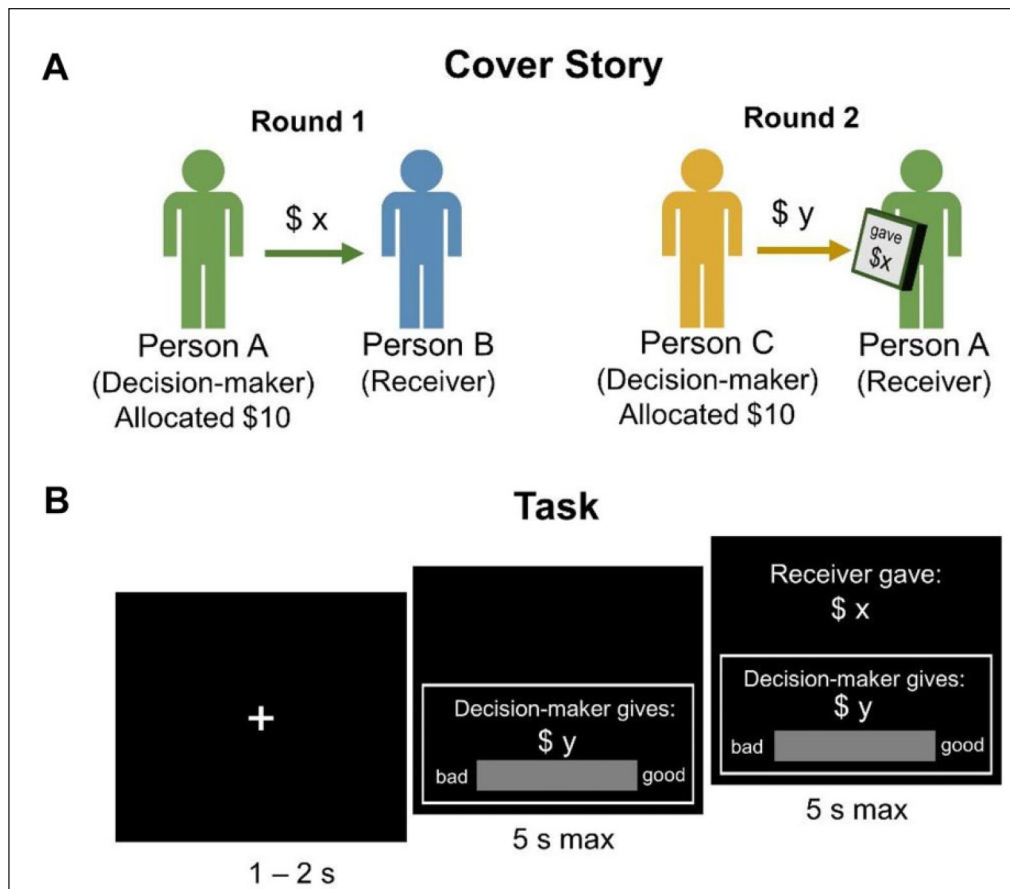 A
Cover Story
Round 1
Round 2
$ x
$ y
gave
$x
Person A
(Decision-maker)
Allocated $10
Person B
(Receiver)
Person C
(Decision-maker)
Allocated $10
Person A
(Receiver)
B
Task
+
1 – 2 s
Decision-maker gives:
$ y
bad good
5 s max
Receiver gave:
$ x
Decision-maker gives:
$ y
bad good
5 s max